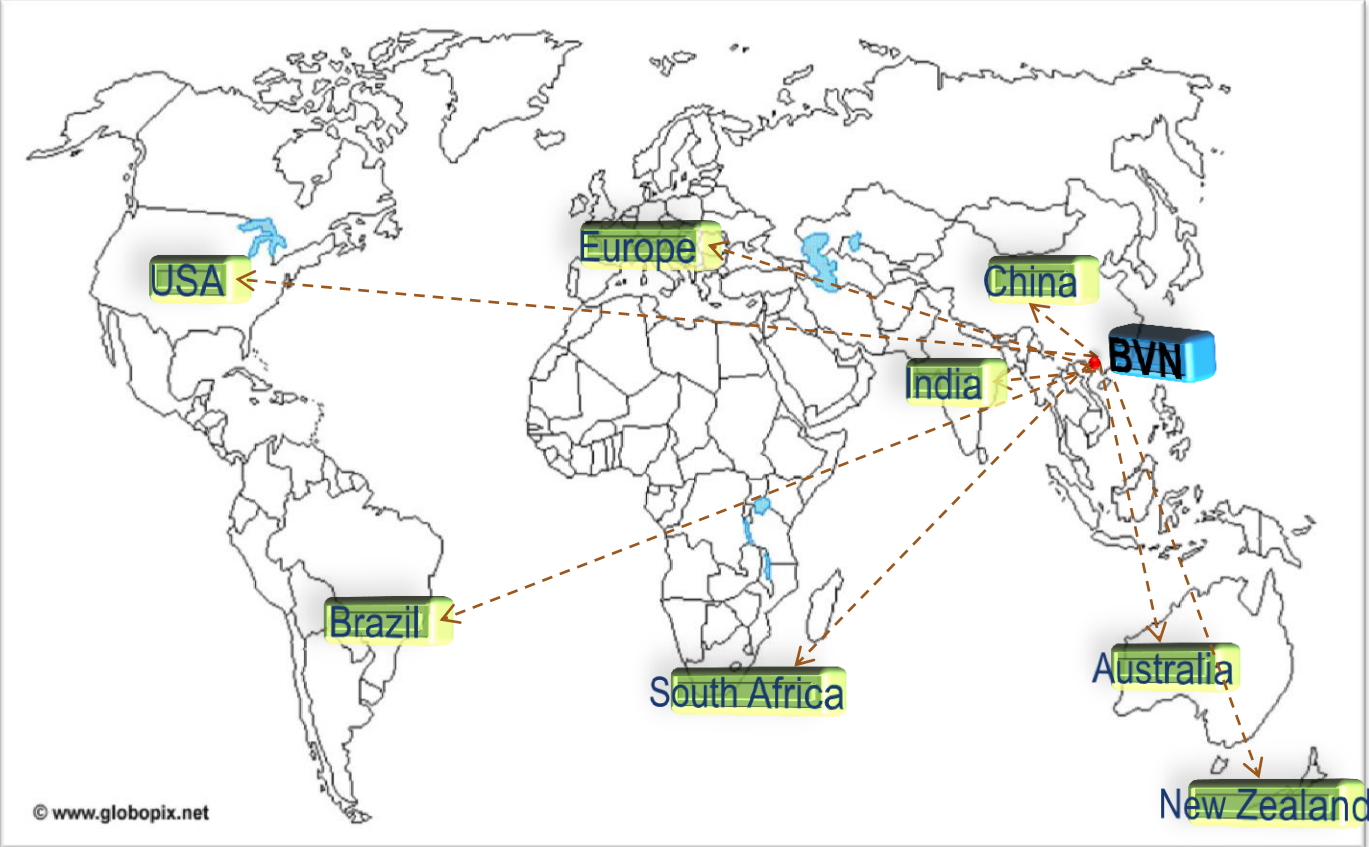 Europe
USA
China
BVN
India
Brazil
Australia
South Africa
New Zealand
© www.globopix.net